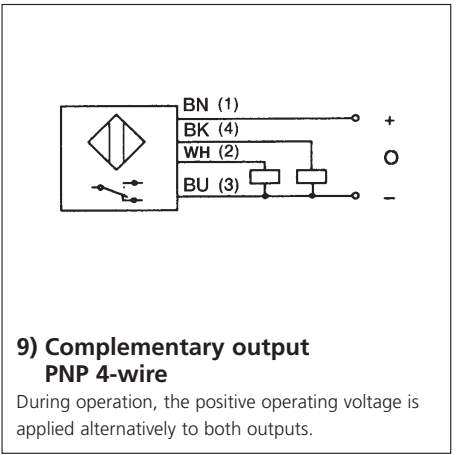 BN (1)
+
BK (4)
O
WH (2)
BU (3)
–
9) Complementary output
PNP 4-wire
During operation, the positive operating voltage is
applied alternatively to both outputs.